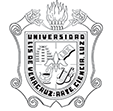 UNIVERSIDAD
LIS DE VERACRUZ: ARTE, CIENCIA, LUZ